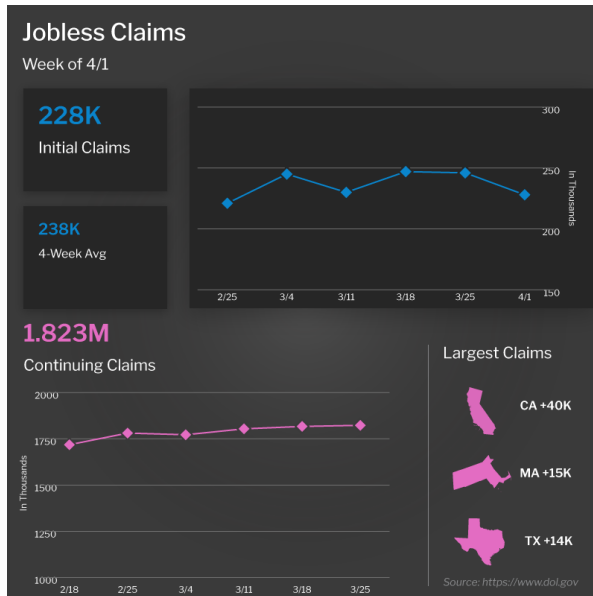 Jobless Claims
Week of 4/1
228K
Initial Claims
238K
4-Week Avg
300
250
200
150
In Thousands
2/25 3/4 3/11 3/18 3/25 4/1
1.823M
Continuing Claims
2000
1750
1500
1250
1000
In Thousands
2/18 2/25 3/4 3/11 3/18 3/25
Largest Claims
CA +40K
MA +15K
TX +14K
Source: https://www.dol.gov